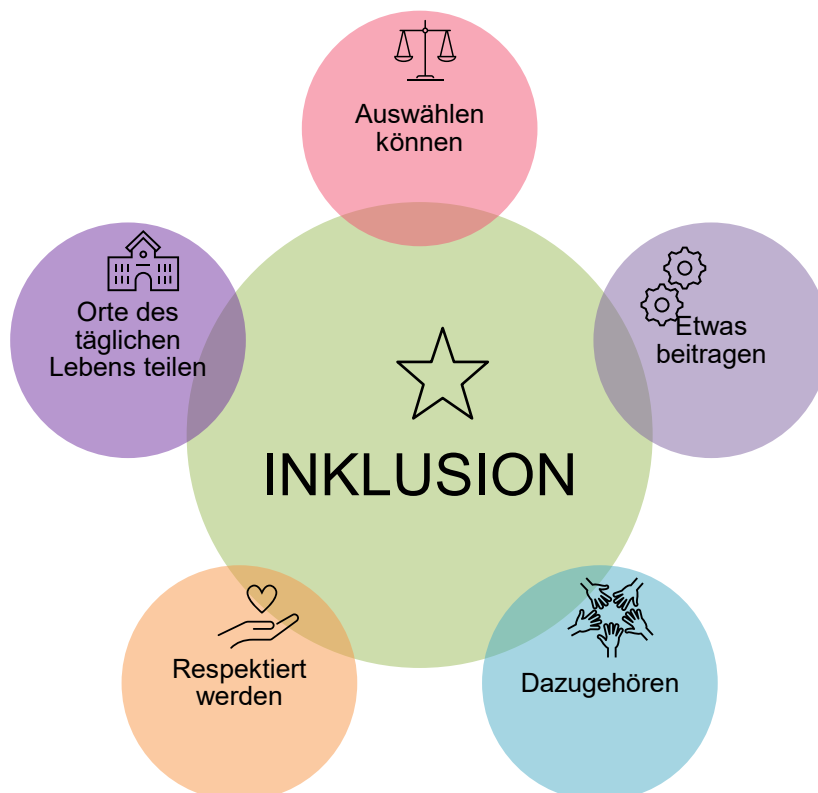 Auswählen
können
Orte des
täglichen
Lebens teilen
Etwas
beitragen
INKLUSION
Respektiert
werden
Dazugehören